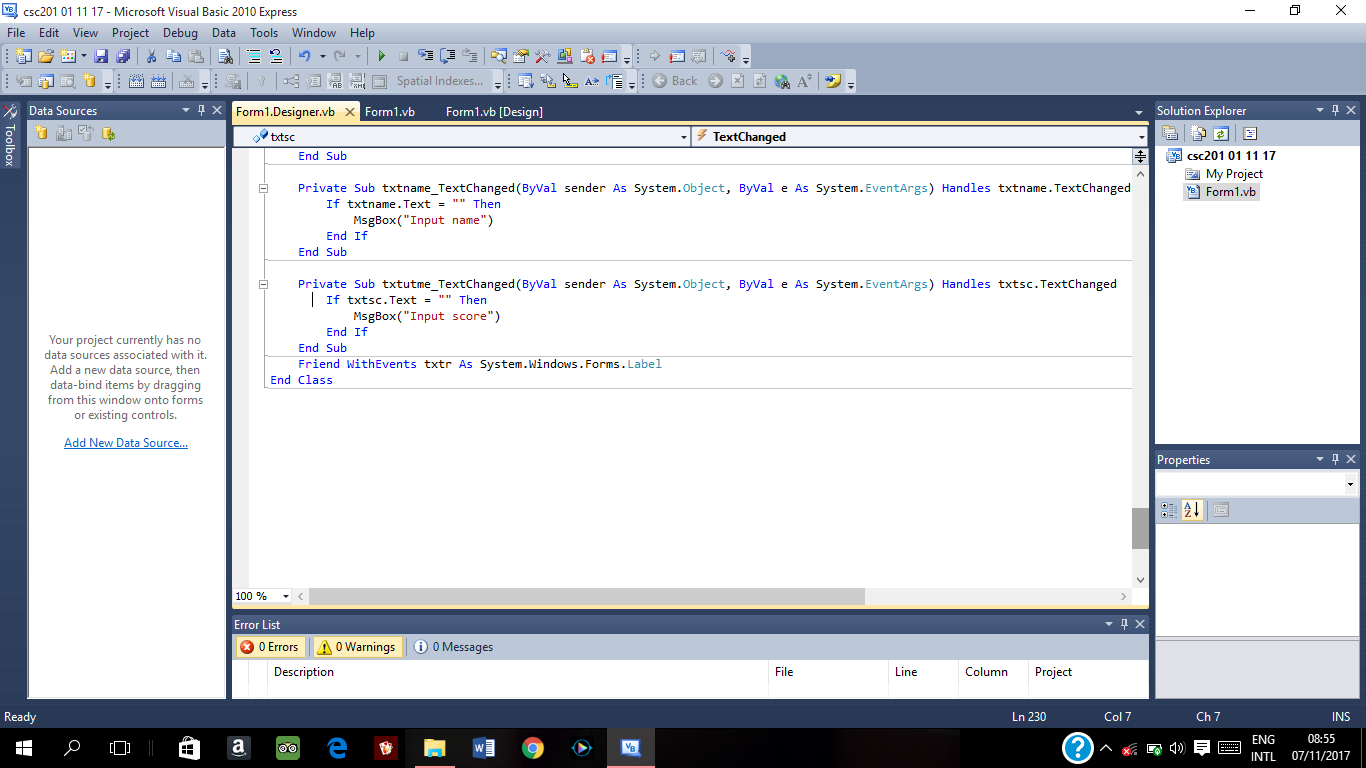 csc201 01 11 17 - Microsoft Visual Basic 2010 Express
File Edit View Project Debug Data Tools Window Help
Spatial Indexes...
Back
Toolbox
Data Sources
Your project currently has no
data sources associated with it.
Add a new data source, then
data-bind items by dragging
from this window onto forms
or existing controls.
Add New Data Source...
Form1.Designer.vb Form1.vb Form1.vb [Design]
txtsc TextChanged
End Sub
Private Sub txtname_TextChanged(ByVal sender As System.Object, ByVal e As System.EventArgs) Handles txtname.TextChanged
If txtname.Text = "" Then
MsgBox("Input name")
End If
End Sub
Private Sub txtutme_TextChanged(ByVal sender As System.Object, ByVal e As System.EventArgs) Handles txtsc.TextChanged
If txtsc.Text = "" Then
MsgBox("Input score")
End If
End Sub
Friend WithEvents txtr As System.Windows.Forms.Label
End Class
100 %
Error List
0 Errors 0 Warnings 0 Messages
Description File Line Column Project
Solution Explorer
csc201 01 11 17
My Project
Form1.vb
Properties
Ready Ln 230 Col 7 Ch 7 INS
ENG
INTL
08:55
07/11/2017